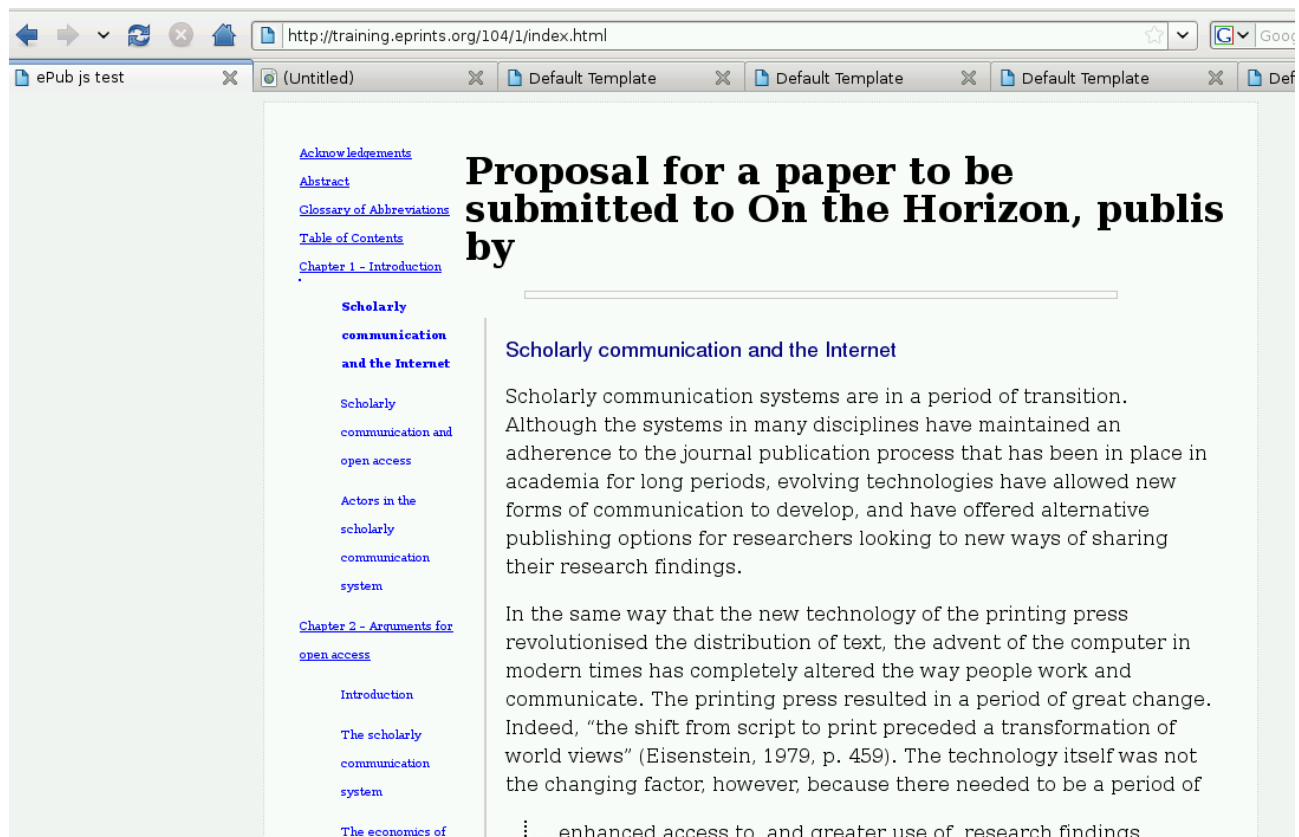 http://training.eprints.org/104/1/index.html
Goog
ePub js test
(Untitled)
Default Template
Default Template
Default Template
Def
Acknowledgements
Abstract
Glossary of Abbreviations
Table of Contents
Chapter 1 - Introduction
Scholarly
communication
and the Internet
Scholarly
communication and
open access
Actors in the
scholarly
communication
system
Chapter 2 - Arguments for
open access
Introduction
The scholarly
communication
system
The economics of
Proposal for a paper to be
submitted to On the Horizon, publis
by
Scholarly communication and the Internet
Scholarly communication systems are in a period of transition.
Although the systems in many disciplines have maintained an
adherence to the journal publication process that has been in place in
academia for long periods, evolving technologies have allowed new
forms of communication to develop, and have offered alternative
publishing options for researchers looking to new ways of sharing
their research findings.
In the same way that the new technology of the printing press
revolutionised the distribution of text, the advent of the computer in
modern times has completely altered the way people work and
communicate. The printing press resulted in a period of great change.
Indeed, “the shift from script to print preceded a transformation of
world views” (Eisenstein, 1979, p. 459). The technology itself was not
the changing factor, however, because there needed to be a period of
enhanced access to, and greater use of, research findings